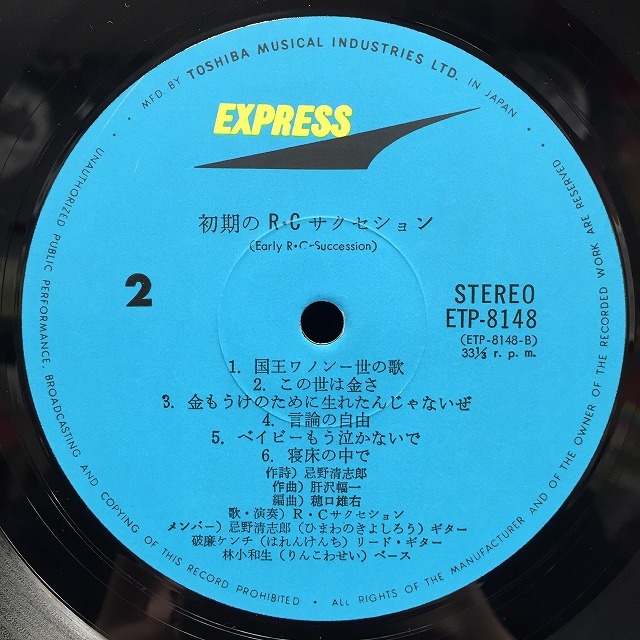 • MFD. BY TOSHIBA MUSICAL INDUSTRIES LTD. IN JAPAN •
EXPRESS
初期のR・Cサクセション
(Early R・C-Succession)
2
STEREO
ETP-8148
(ETP-8148-B)
33⅓ r. p. m.
1. 国王ワノン一世の歌
2. この世は金さ
3. 金もうけのために生れたんじゃないぜ
4. 言論の自由
5. ベイビーもう泣かないで
6. 寝床の中で
作詩) 忌野清志郎
作曲) 肝沢幅一
編曲) 穂口雄右
歌・演奏) R・Cサクセション
メンバー) 忌野清志郎 (ひまわのきよしろう) ギター
破廉ケンチ (はれんけんち) リード・ギター
林小和生 (りんこわせい) ベース
UNAUTHORIZED PUBLIC PERFORMANCE, BROADCASTING AND COPYING OF THIS RECORD PROHIBITED • ALL RIGHTS OF THE MANUFACTURER AND OF THE OWNER OF THE RECORDED WORK ARE RESERVED